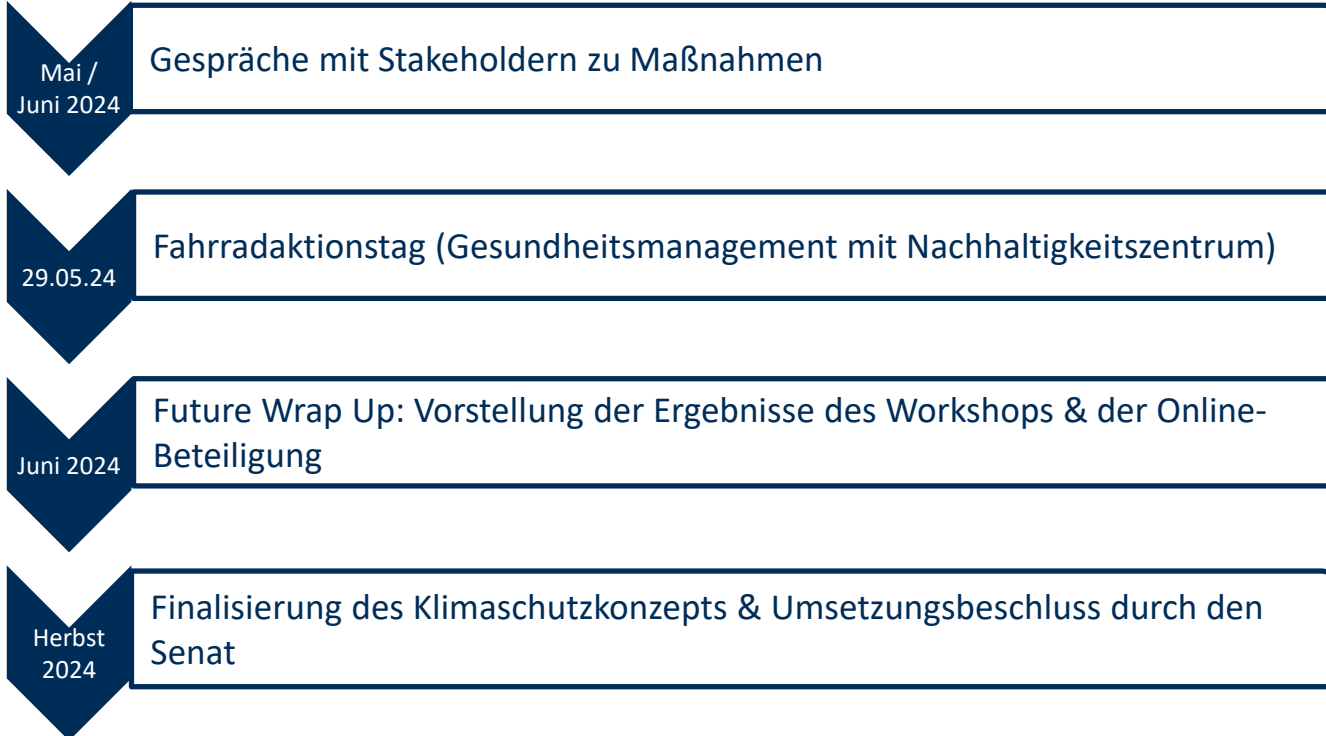 Mai /
Juni 2024
Gespräche mit Stakeholdern zu Maßnahmen
29.05.24
Fahrradaktionstag (Gesundheitsmanagement mit Nachhaltigkeitszentrum)
Juni 2024
Future Wrap Up: Vorstellung der Ergebnisse des Workshops & der Online-
Beteiligung
Herbst
2024
Finalisierung des Klimaschutzkonzepts & Umsetzungsbeschluss durch den
Senat